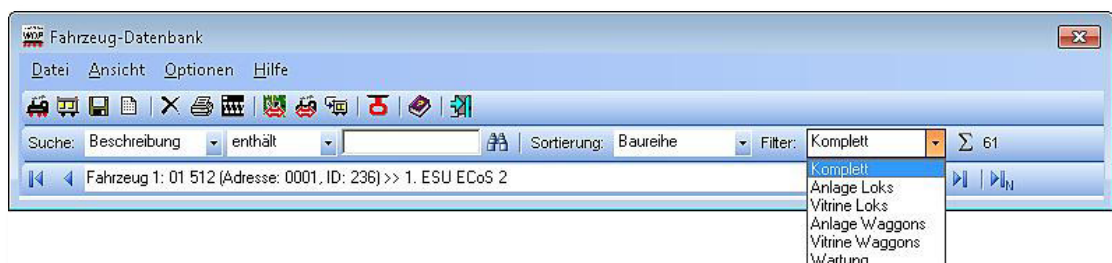 Fahrzeug-Datenbank
Datei Ansicht Optionen Hilfe
Suche: Beschreibung enthält Sortierung: Baureihe Filter: Komplett Σ 61
Fahrzeug 1: 01 512 (Adresse: 0001, ID: 236) >> 1. ESU ECoS 2
Komplett
Anlage Loks
Vitrine Loks
Anlage Waggons
Vitrine Waggons
Wartung